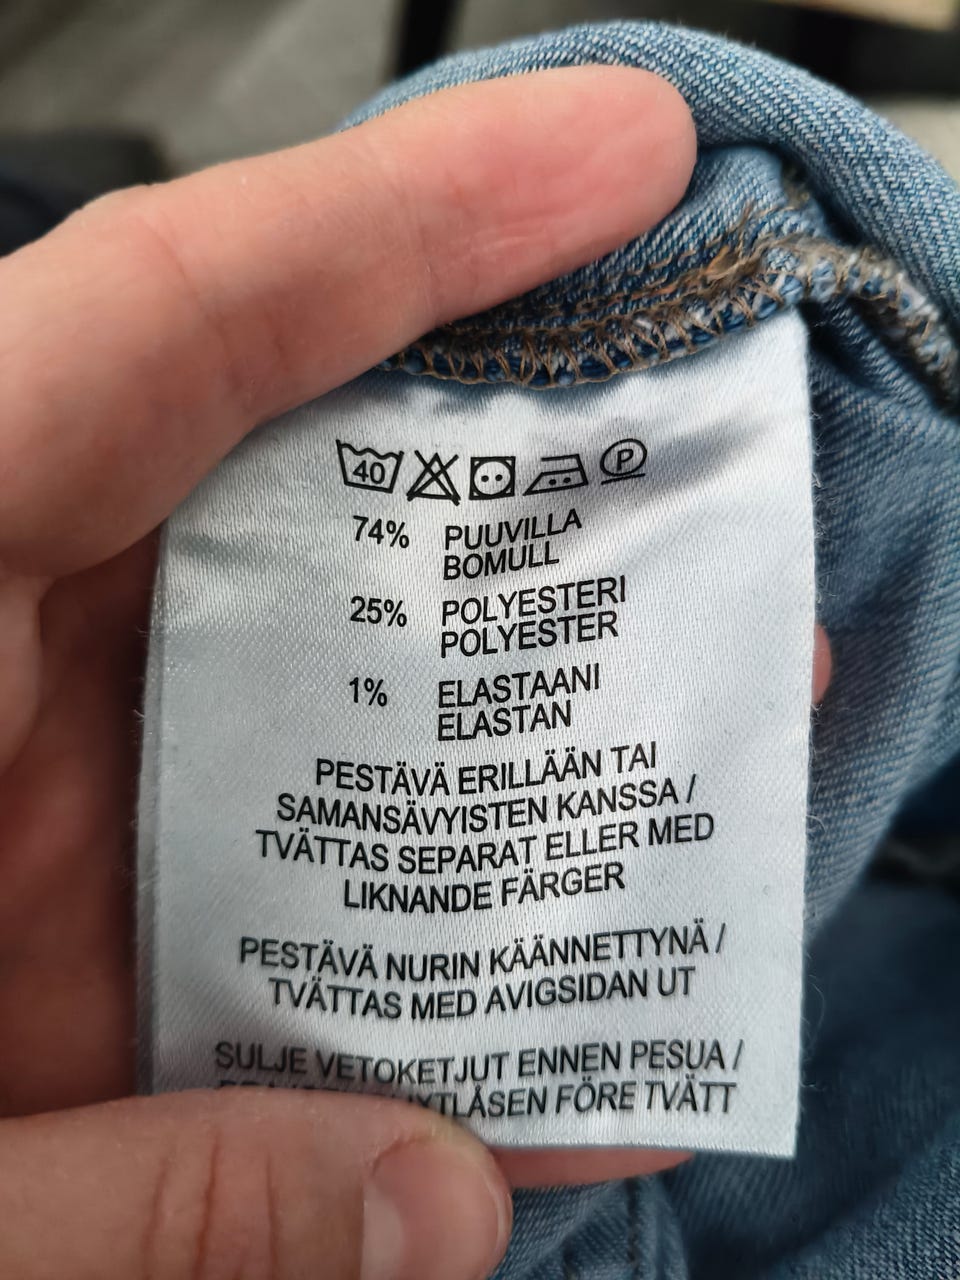 40 P
74% PUUVILLA
BOMULL
25% POLYESTERI
POLYESTER
1% ELASTAANI
ELASTAN
PESTÄVÄ ERILLÄÄN TAI
SAMANSÄVYISTEN KANSSA /
TVÄTTAS SEPARAT ELLER MED
LIKNANDE FÄRGER
PESTÄVÄ NURIN KÄÄNNETTYNÄ /
TVÄTTAS MED AVIGSIDAN UT
SULJE VETOKETJUT ENNEN PESUA /
FÖRE TVÄTT